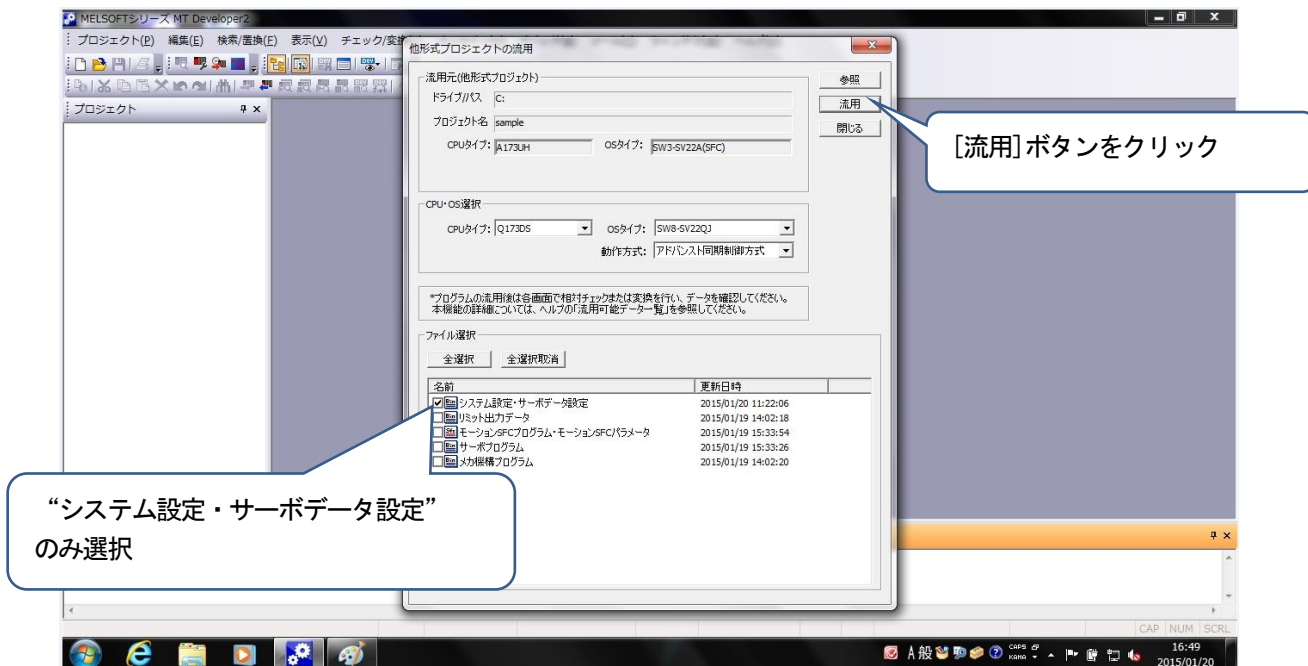 MELSOFTシリーズ MT Developer2
プロジェクト(P) 編集(E) 検索/置換(E) 表示(V) チェック/変換
プロジェクト
他形式プロジェクトの流用
流用元(他形式プロジェクト)
ドライブ/パス C:
プロジェクト名 sample
CPUタイプ: A173UH OSタイプ: SW3-SV22A(SFC)
参照
流用
閉じる
[流用]ボタンをクリック
CPU・OS選択
CPUタイプ: Q173DS OSタイプ: SW8-SV22QJ
動作方式: アドバンスト同期制御方式
*プログラムの流用後は各画面で相対チェックまたは変換を行い、データを確認してください。
本機能の詳細については、ヘルプの「流用可能データ一覧」を参照してください。
ファイル選択
全選択 全選択取消
名前 更新日時
システム設定・サーボデータ設定 2015/01/20 11:22:06
リミット出力データ 2015/01/19 14:02:18
モーションSFCプログラム・モーションSFCパラメータ 2015/01/19 15:33:54
サーボプログラム 2015/01/19 15:33:26
メカ機構プログラム 2015/01/19 14:02:20
“システム設定・サーボデータ設定”
のみ選択
CAP NUM SCRL
A 般 CAPS KANA
16:49
2015/01/20